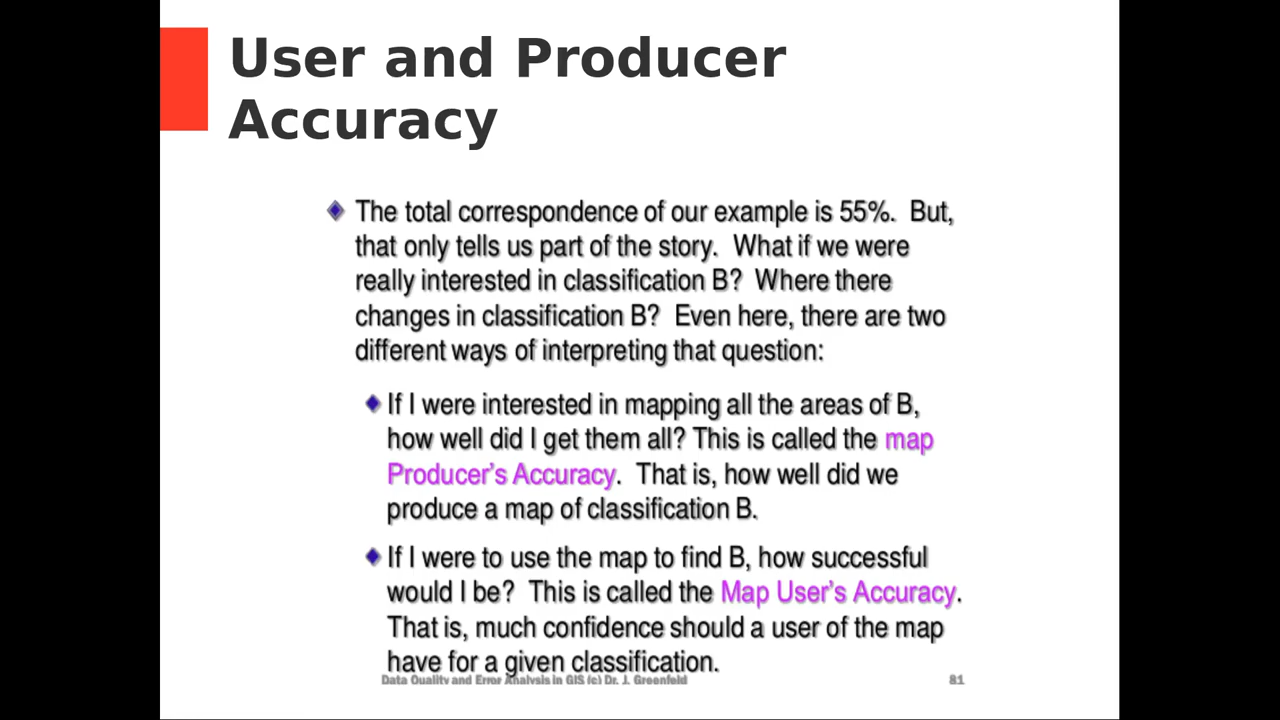 User and Producer
Accuracy
The total correspondence of our example is 55%. But,
that only tells us part of the story. What if we were
really interested in classification B? Where there
changes in classification B? Even here, there are two
different ways of interpreting that question:
If I were interested in mapping all the areas of B,
how well did I get them all? This is called the map
Producer's Accuracy. That is, how well did we
produce a map of classification B.
If I were to use the map to find B, how successful
would I be? This is called the Map User's Accuracy.
That is, much confidence should a user of the map
have for a given classification.
Data Quality and Error Analysis in GIS (c) Dr. J. Greenfeld
81